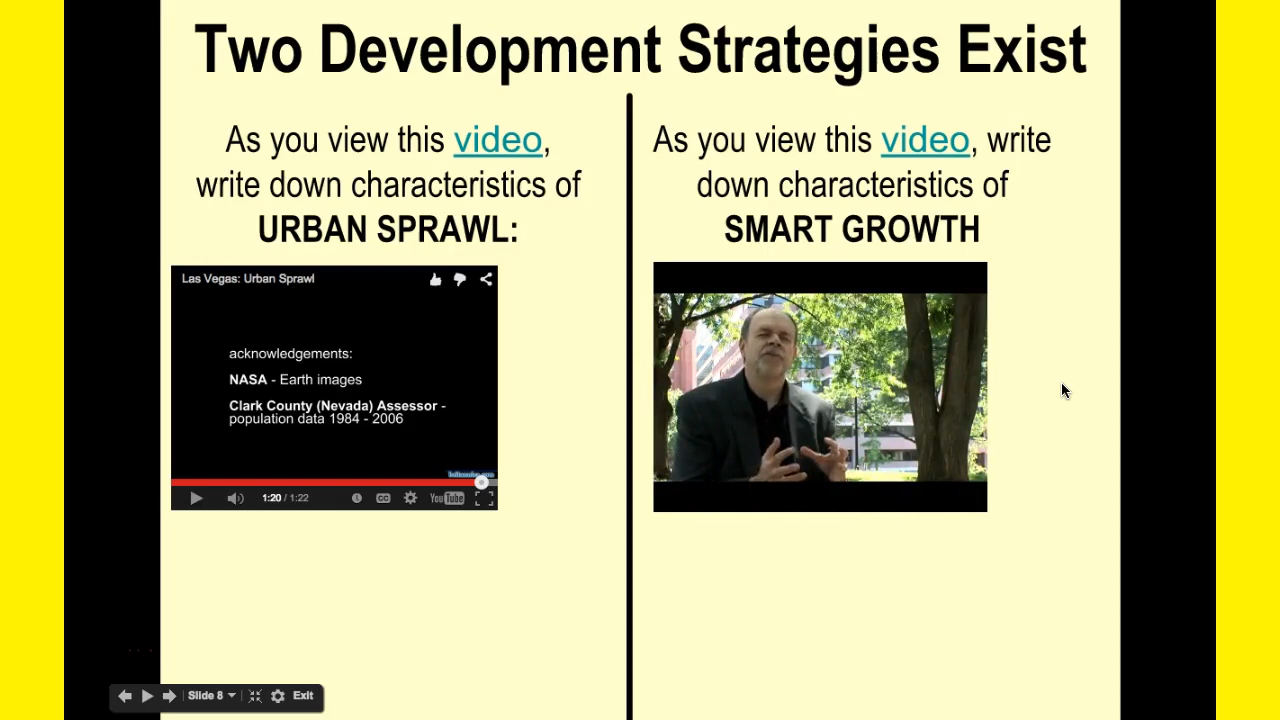 Two Development Strategies Exist
As you view this video,
write down characteristics of
URBAN SPRAWL:
Las Vegas: Urban Sprawl
acknowledgements:
NASA - Earth images
Clark County (Nevada) Assessor -
population data 1984 - 2006
1:20 / 1:22
CC
YouTube
As you view this video, write
down characteristics of
SMART GROWTH
Slide 8
Exit